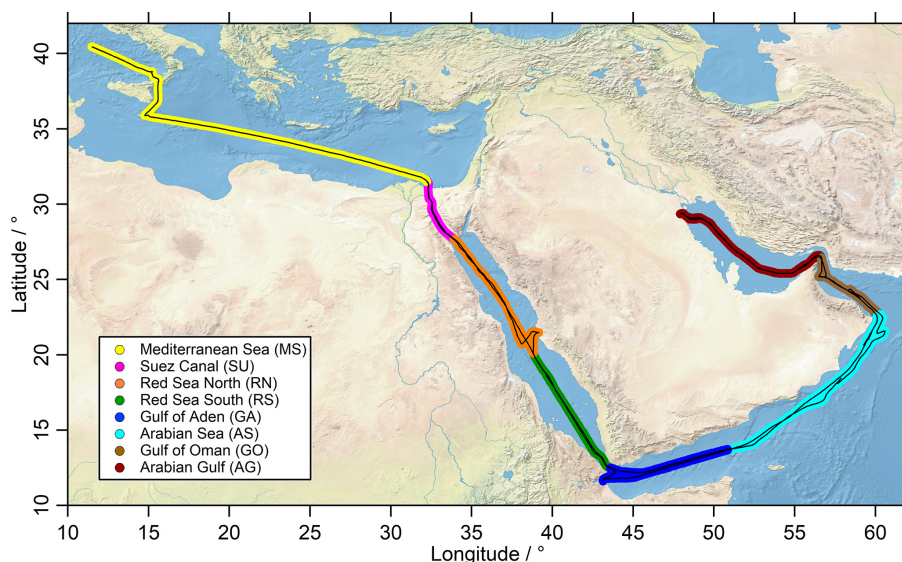 40
35
30
25
20
15
10
Latitude / °
Mediterranean Sea (MS)
Suez Canal (SU)
Red Sea North (RN)
Red Sea South (RS)
Gulf of Aden (GA)
Arabian Sea (AS)
Gulf of Oman (GO)
Arabian Gulf (AG)
10 15 20 25 30 35 40 45 50 55 60
Longitude / °